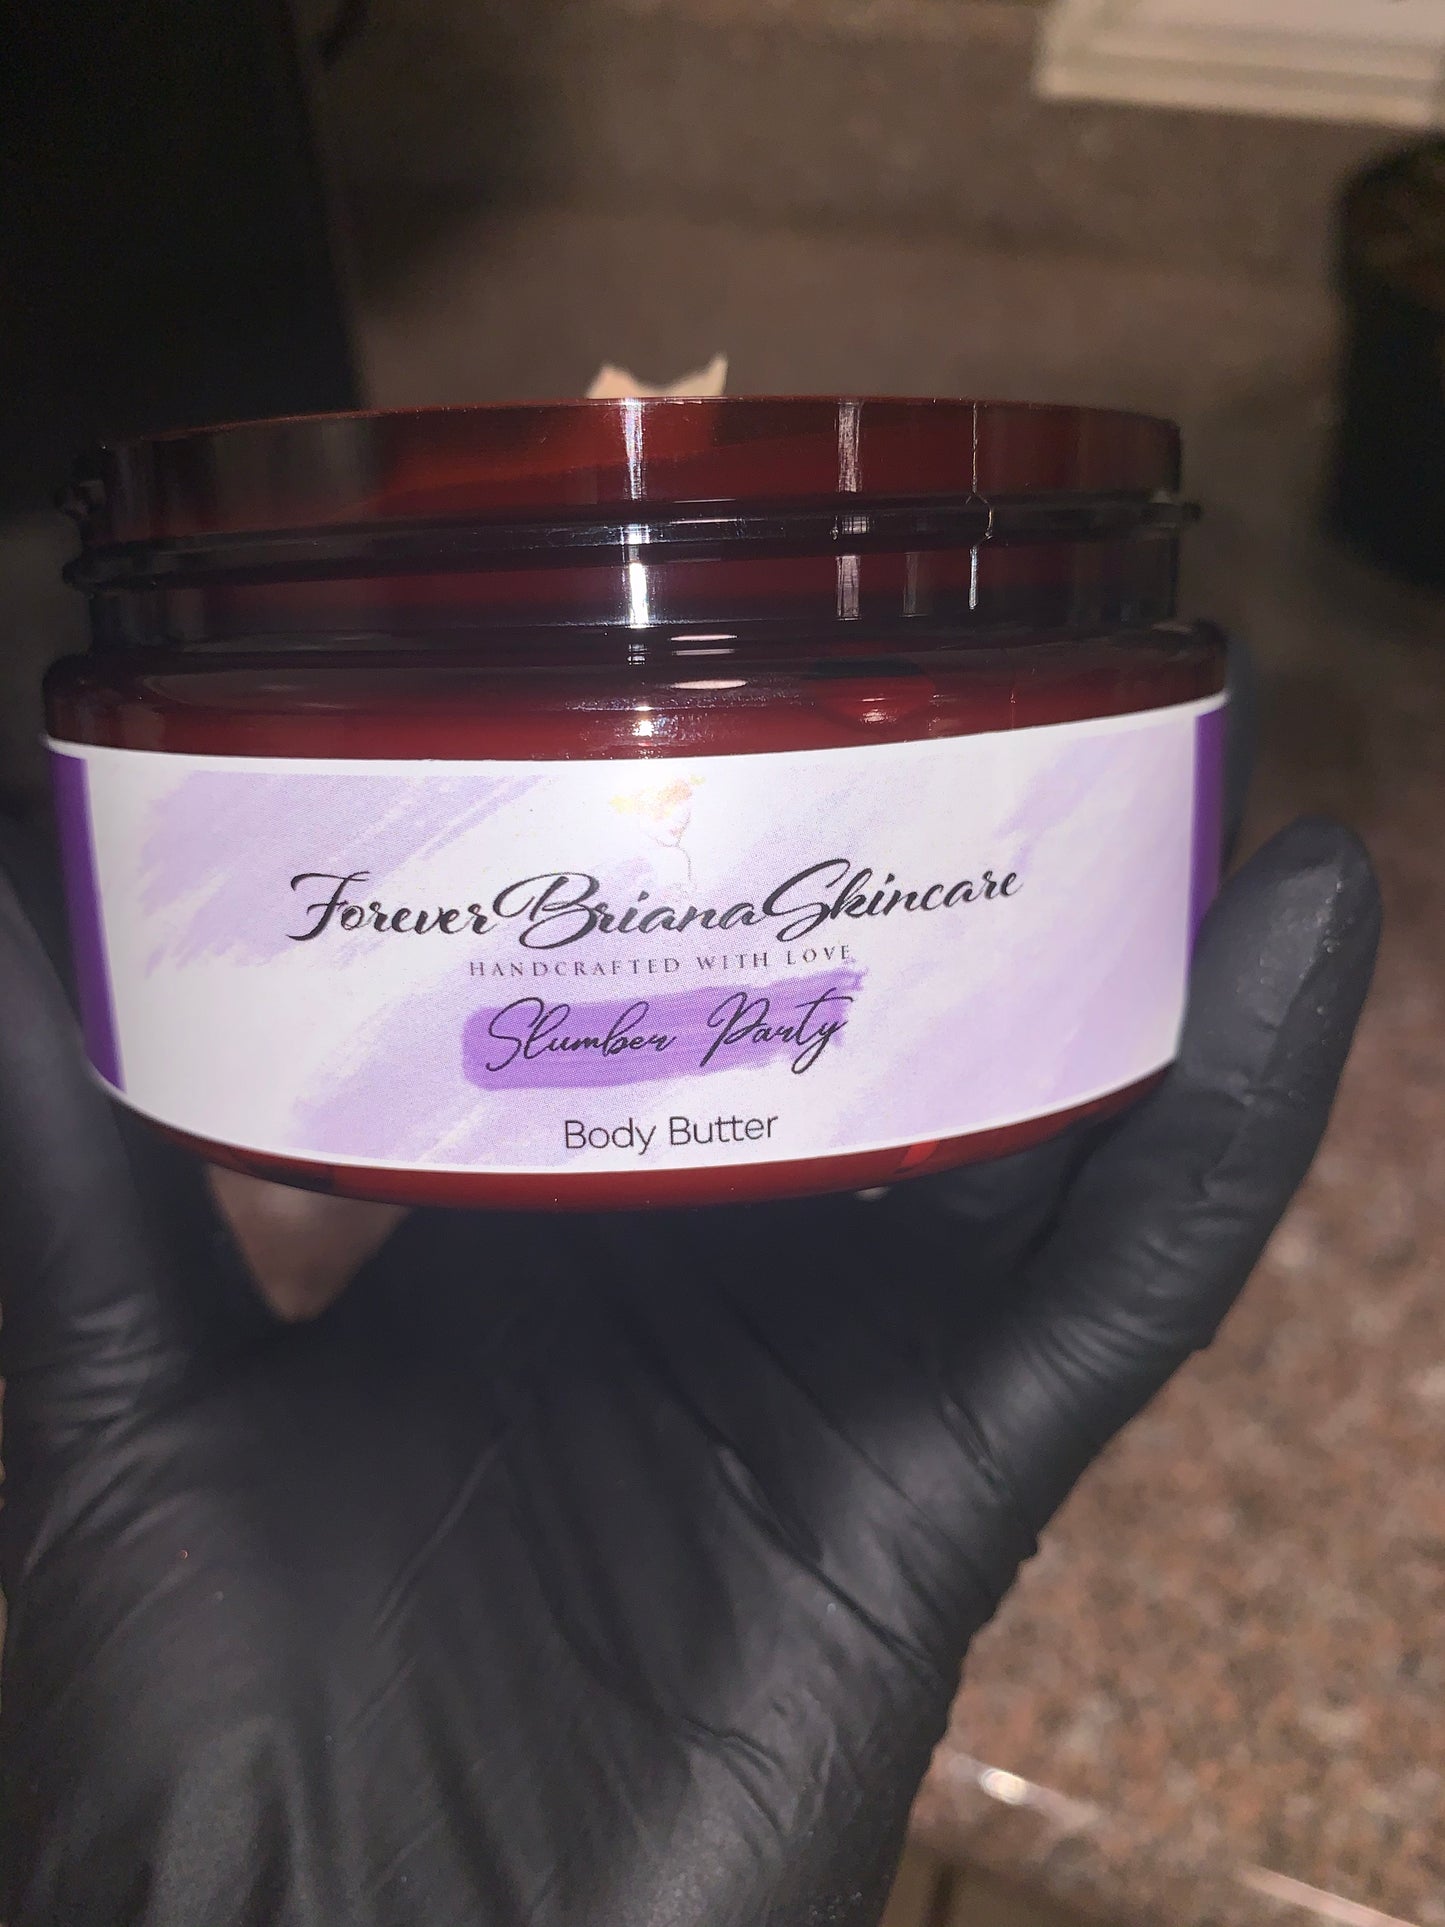 ForeverBrianaSkincare
HANDCRAFTED WITH LOVE
Slumber Party
Body Butter